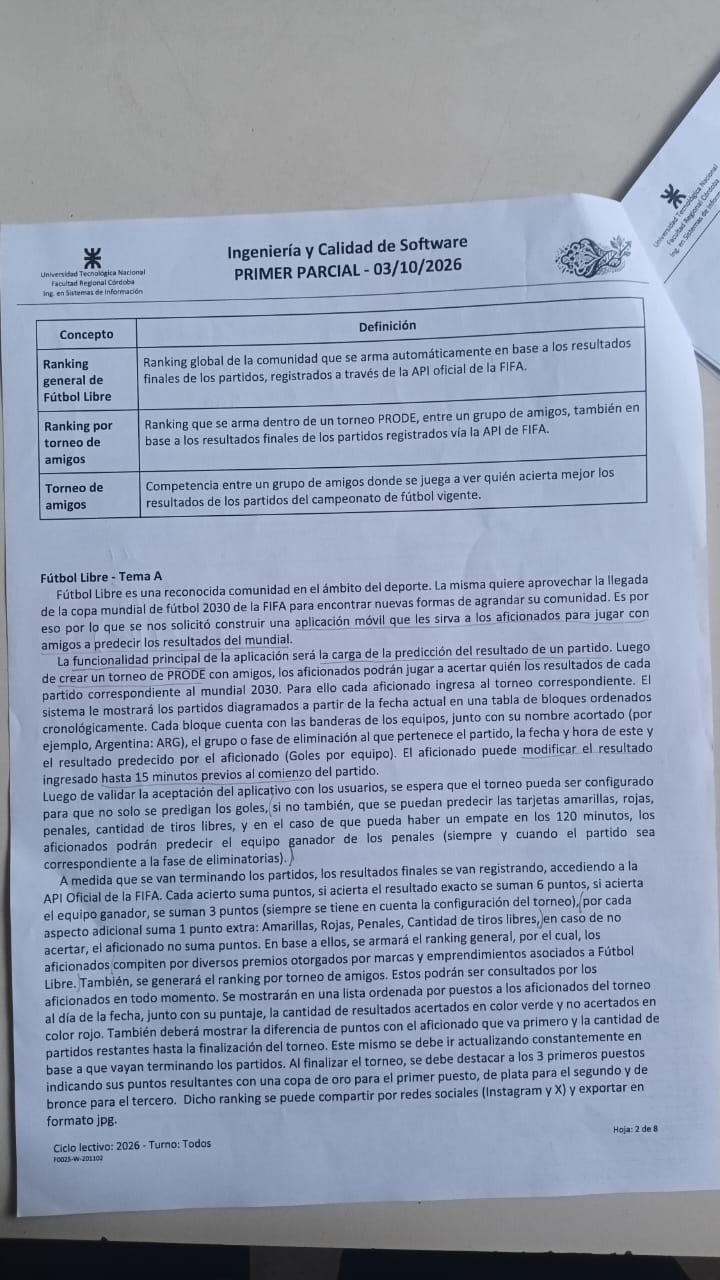 Universidad Tecnológica Nacional
Facultad Regional Córdoba
Ing. en Sistemas de Información
Ingeniería y Calidad de Software
PRIMER PARCIAL - 03/10/2026
Universidad Tecnológica Nacional
Facultad Regional Córdoba
Ing. en Sistemas de Inform
Concepto
Definición
Ranking
general de
Fútbol Libre
Ranking global de la comunidad que se arma automáticamente en base a los resultados
finales de los partidos, registrados a través de la API oficial de la FIFA.
Ranking por
torneo de
amigos
Ranking que se arma dentro de un torneo PRODE, entre un grupo de amigos, también en
base a los resultados finales de los partidos registrados vía la API de FIFA.
Torneo de
amigos
Competencia entre un grupo de amigos donde se juega a ver quién acierta mejor los
resultados de los partidos del campeonato de fútbol vigente.
Fútbol Libre - Tema A
Fútbol Libre es una reconocida comunidad en el ámbito del deporte. La misma quiere aprovechar la llegada
de la copa mundial de fútbol 2030 de la FIFA para encontrar nuevas formas de agrandar su comunidad. Es por
eso por lo que se nos solicitó construir una aplicación móvil que les sirva a los aficionados para jugar con
amigos a predecir los resultados del mundial.
La funcionalidad principal de la aplicación será la carga de la predicción del resultado de un partido. Luego
de crear un torneo de PRODE con amigos, los aficionados podrán jugar a acertar quién los resultados de cada
partido correspondiente al mundial 2030. Para ello cada aficionado ingresa al torneo correspondiente. El
sistema le mostrará los partidos diagramados a partir de la fecha actual en una tabla de bloques ordenados
cronológicamente. Cada bloque cuenta con las banderas de los equipos, junto con su nombre acortado (por
ejemplo, Argentina: ARG), el grupo o fase de eliminación al que pertenece el partido, la fecha y hora de este y
el resultado predecido por el aficionado (Goles por equipo). El aficionado puede modificar el resultado
ingresado hasta 15 minutos previos al comienzo del partido.
Luego de validar la aceptación del aplicativo con los usuarios, se espera que el torneo pueda ser configurado
para que no solo se predigan los goles, si no también, que se puedan predecir las tarjetas amarillas, rojas,
penales, cantidad de tiros libres, y en el caso de que pueda haber un empate en los 120 minutos, los
aficionados podrán predecir el equipo ganador de los penales (siempre y cuando el partido sea
correspondiente a la fase de eliminatorias).
A medida que se van terminando los partidos, los resultados finales se van registrando, accediendo a la
API Oficial de la FIFA. Cada acierto suma puntos, si acierta el resultado exacto se suman 6 puntos, si acierta
el equipo ganador, se suman 3 puntos (siempre se tiene en cuenta la configuración del torneo), por cada
aspecto adicional suma 1 punto extra: Amarillas, Rojas, Penales, Cantidad de tiros libres, en caso de no
acertar, el aficionado no suma puntos. En base a ellos, se armará el ranking general, por el cual, los
aficionados compiten por diversos premios otorgados por marcas y emprendimientos asociados a Fútbol
Libre. También, se generará el ranking por torneo de amigos. Estos podrán ser consultados por los
aficionados en todo momento. Se mostrarán en una lista ordenada por puestos a los aficionados del torneo
al día de la fecha, junto con su puntaje, la cantidad de resultados acertados en color verde y no acertados en
color rojo. También deberá mostrar la diferencia de puntos con el aficionado que va primero y la cantidad de
partidos restantes hasta la finalización del torneo. Este mismo se debe ir actualizando constantemente en
base a que vayan terminando los partidos. Al finalizar el torneo, se debe destacar a los 3 primeros puestos
indicando sus puntos resultantes con una copa de oro para el primer puesto, de plata para el segundo y de
bronce para el tercero. Dicho ranking se puede compartir por redes sociales (Instagram y X) y exportar en
formato jpg.
Hoja: 2 de 8
Ciclo lectivo: 2026 - Turno: Todos
F0025-W-201102